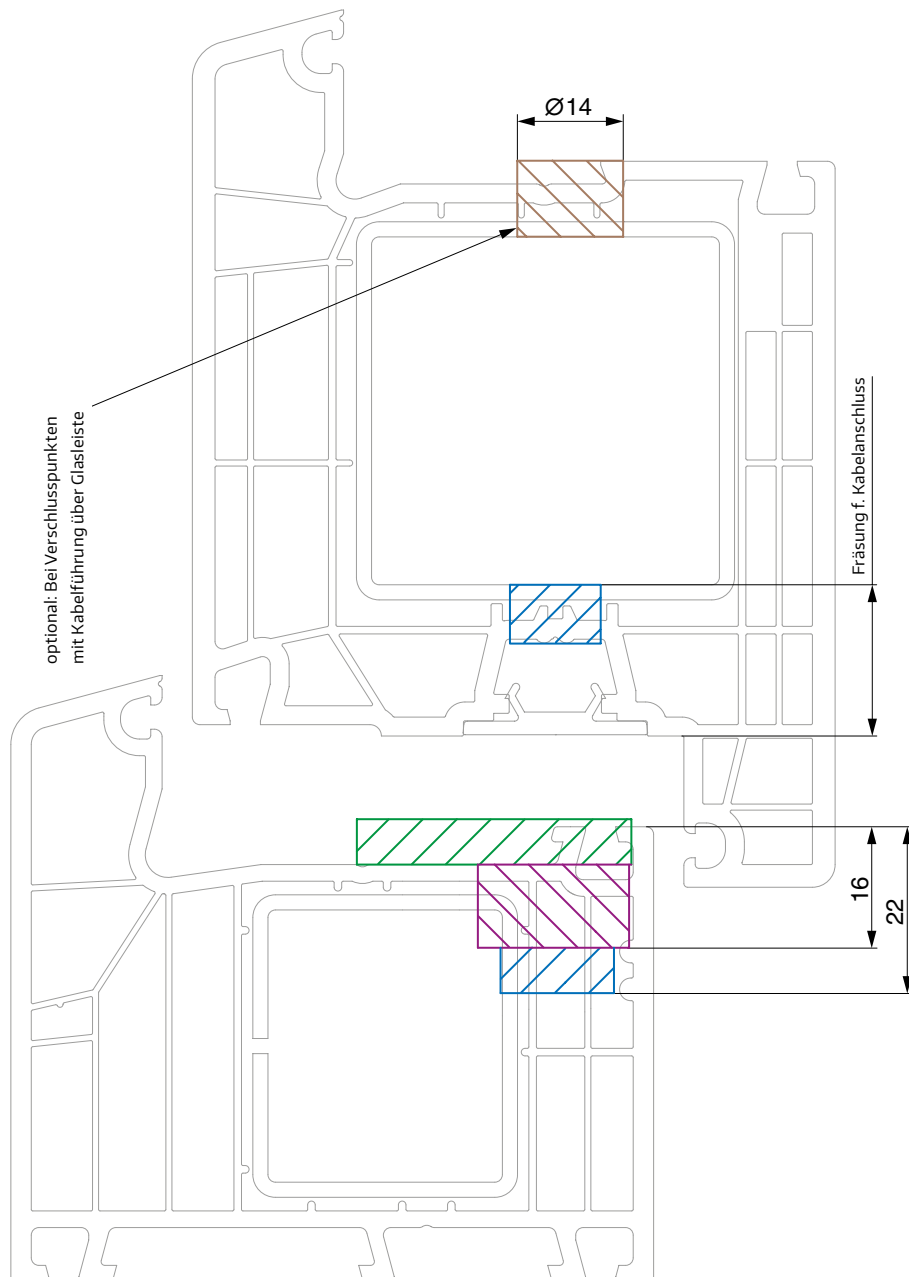 Ø14
optional: Bei Verschlusspunkten
mit Kabelführung über Glasleiste
Fräsung f. Kabelanschluss
16
22